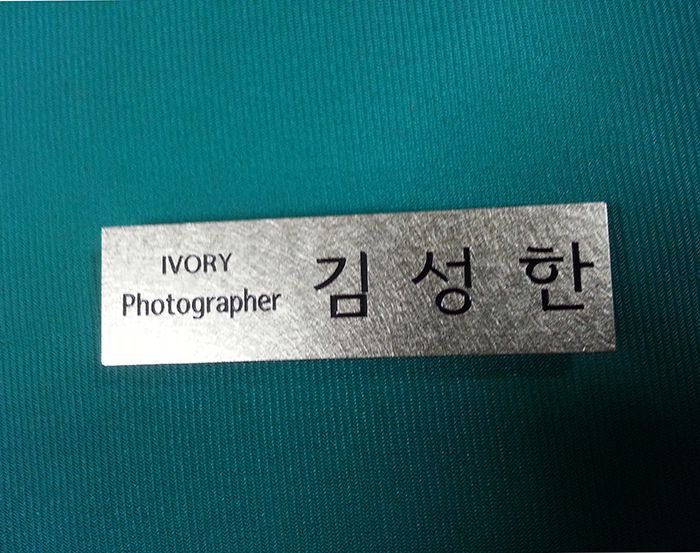 IVORY
Photographer
김 성 한